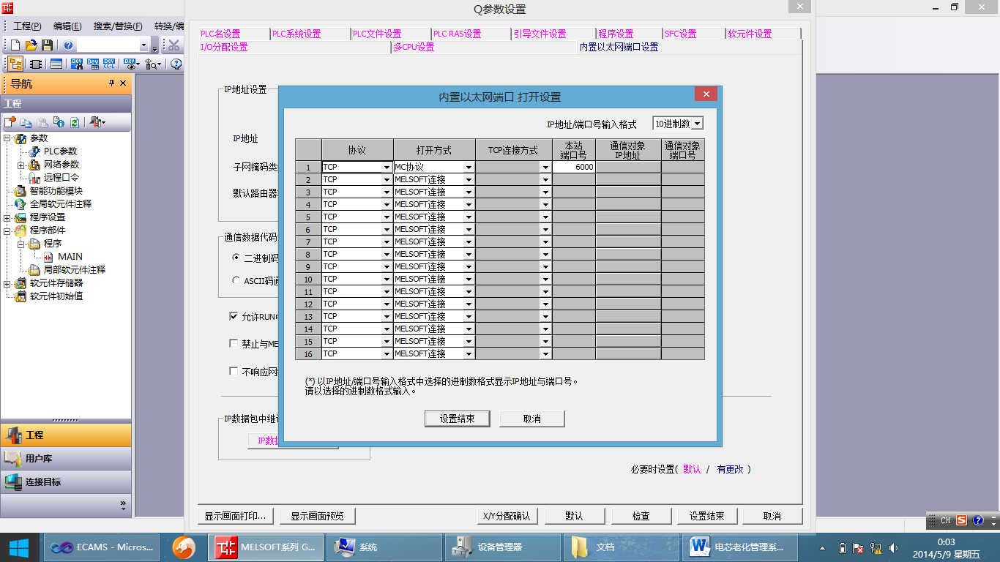 Q参数设置
工程(P) 编辑(E) 搜索/替换(F) 转换/编
导航
工程
参数
PLC参数
网络参数
远程口令
智能功能模块
全局软元件注释
程序设置
程序部件
程序
MAIN
局部软元件注释
软元件存储器
软元件初始值
工程
用户库
连接目标
PLC名设置 PLC系统设置 PLC文件设置 PLC RAS设置 引导文件设置 程序设置 SFC设置 软元件设置
I/O分配设置 多CPU设置 内置以太网端口设置
IP地址设置
IP地址
子网掩码类
默认路由器
通信数据代码
二进制码
ASCII码通
允许RUN中
禁止与ME
不响应网
IP数据包中继
IP数据
内置以太网端口 打开设置
IP地址/端口号输入格式 10进制数
协议 打开方式 TCP连接方式 本站端口号 通信对象IP地址 通信对象端口号
1 TCP MC协议 6000
2 TCP MELSOFT连接
3 TCP MELSOFT连接
4 TCP MELSOFT连接
5 TCP MELSOFT连接
6 TCP MELSOFT连接
7 TCP MELSOFT连接
8 TCP MELSOFT连接
9 TCP MELSOFT连接
10 TCP MELSOFT连接
11 TCP MELSOFT连接
12 TCP MELSOFT连接
13 TCP MELSOFT连接
14 TCP MELSOFT连接
15 TCP MELSOFT连接
16 TCP MELSOFT连接
(*) 以IP地址/端口号输入格式中选择的进制数格式显示IP地址与端口号。
请以选择的进制数格式输入。
设置结束 取消
必要时设置( 默认 / 有更改 )
显示画面打印... 显示画面预览 X/Y分配确认 默认 检查 设置结束 取消
CH
ECAMS - Micros... MELSOFT系列 G... 系统 设备管理器 文档 电芯老化管理系...
0:03
2014/5/9 星期五